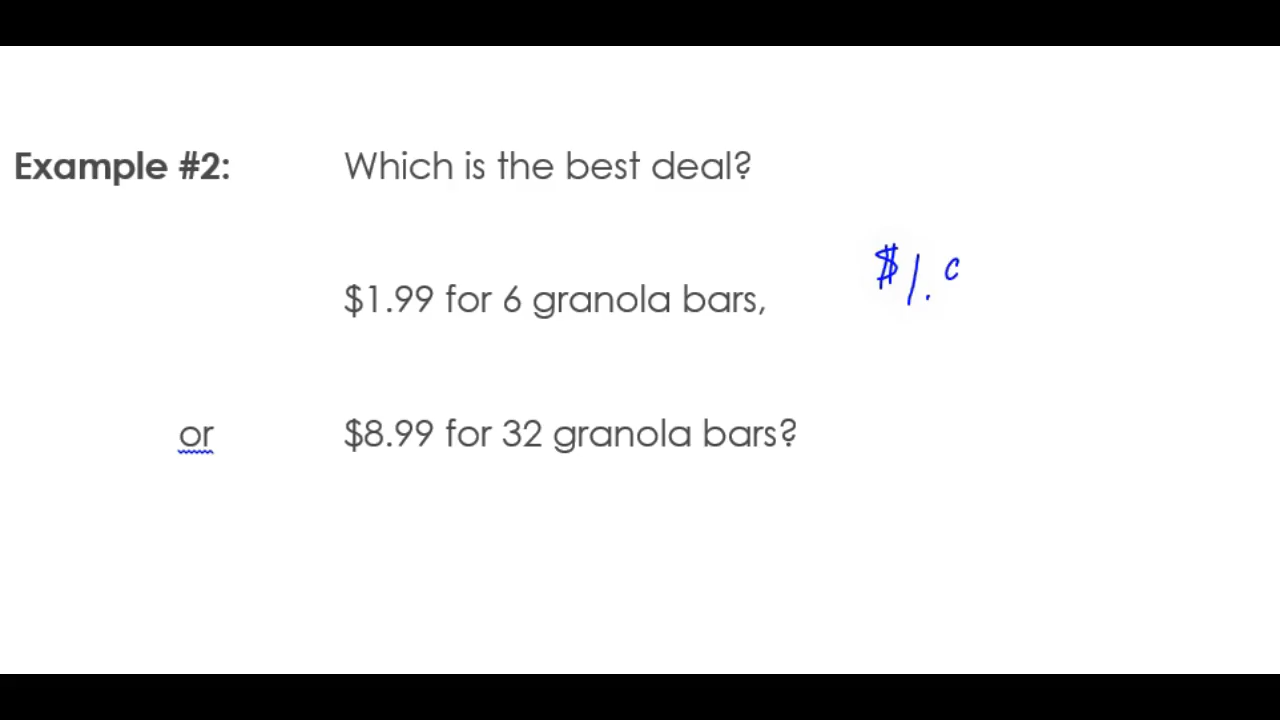 Example #2: Which is the best deal?
$1.99 for 6 granola bars, $1.
or $8.99 for 32 granola bars?